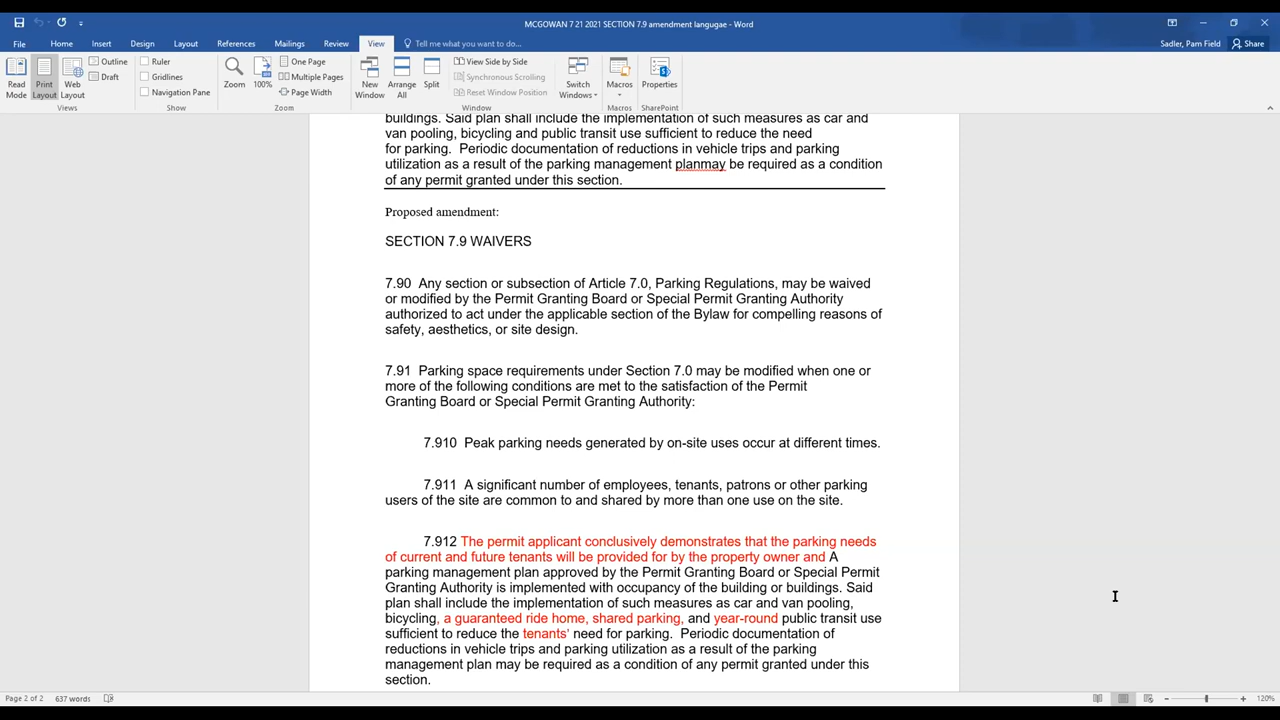 MCGOWAN 7 21 2021 SECTION 7.9 amendment langugae - Word
File Home Insert Design Layout References Mailings Review View Tell me what you want to do... Sadler, Pam Field Share
Read Mode
Print Layout
Web Layout
Outline
Draft
Views
Ruler
Gridlines
Navigation Pane
Show
Zoom
100%
One Page
Multiple Pages
Page Width
Zoom
New Window
Arrange All
Split
View Side by Side
Synchronous Scrolling
Reset Window Position
Window
Switch Windows
Macros
Macros
Properties
SharePoint
buildings. Said plan shall include the implementation of such measures as car and
van pooling, bicycling and public transit use sufficient to reduce the need
for parking. Periodic documentation of reductions in vehicle trips and parking
utilization as a result of the parking management planmay be required as a condition
of any permit granted under this section.
Proposed amendment:
SECTION 7.9 WAIVERS
7.90 Any section or subsection of Article 7.0, Parking Regulations, may be waived
or modified by the Permit Granting Board or Special Permit Granting Authority
authorized to act under the applicable section of the Bylaw for compelling reasons of
safety, aesthetics, or site design.
7.91 Parking space requirements under Section 7.0 may be modified when one or
more of the following conditions are met to the satisfaction of the Permit
Granting Board or Special Permit Granting Authority:
7.910 Peak parking needs generated by on-site uses occur at different times.
7.911 A significant number of employees, tenants, patrons or other parking
users of the site are common to and shared by more than one use on the site.
7.912 The permit applicant conclusively demonstrates that the parking needs
of current and future tenants will be provided for by the property owner and A
parking management plan approved by the Permit Granting Board or Special Permit
Granting Authority is implemented with occupancy of the building or buildings. Said
plan shall include the implementation of such measures as car and van pooling,
bicycling, a guaranteed ride home, shared parking, and year-round public transit use
sufficient to reduce the tenants' need for parking. Periodic documentation of
reductions in vehicle trips and parking utilization as a result of the parking
management plan may be required as a condition of any permit granted under this
section.
Page 2 of 2 637 words 120%